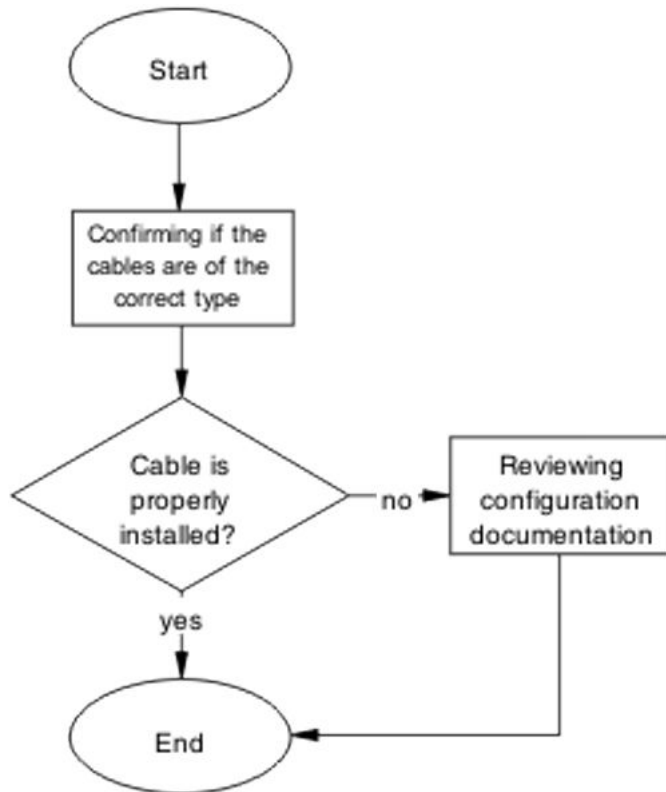 Start
Confirming if the
cables are of the
correct type
Cable is
properly
installed?
no
Reviewing
configuration
documentation
yes
End